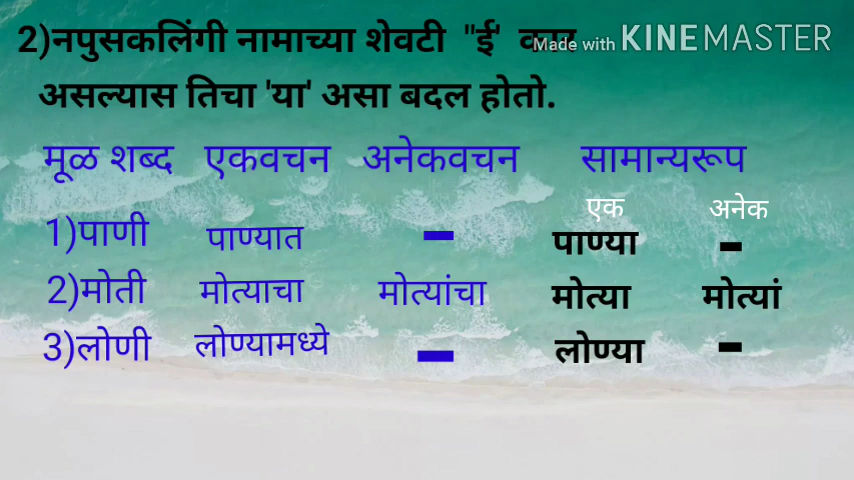 2)नपुसकलिंगी नामाच्या शेवटी "ई' कार
Made with KINEMASTER
असल्यास तिचा 'या' असा बदल होतो.
मूळ शब्द एकवचन अनेकवचन सामान्यरूप
एक अनेक
1)पाणी पाण्यात - पाण्या -
2)मोती मोत्याचा मोत्यांचा मोत्या मोत्यां
3)लोणी लोण्यामध्ये - लोण्या -